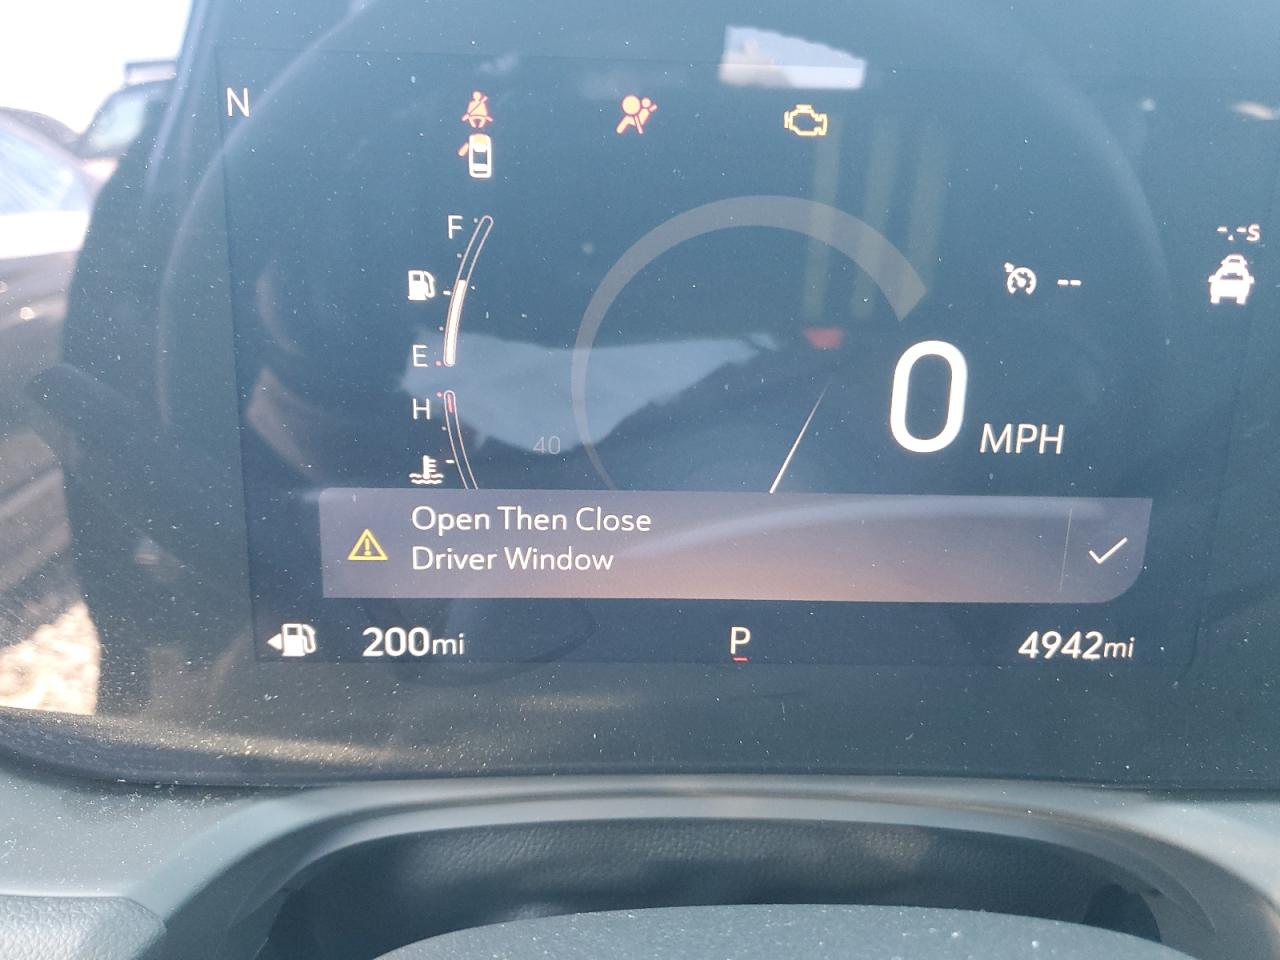 N
F
E
H
40
-.-s
--
0 MPH
Open Then Close
Driver Window
200mi
P
4942mi